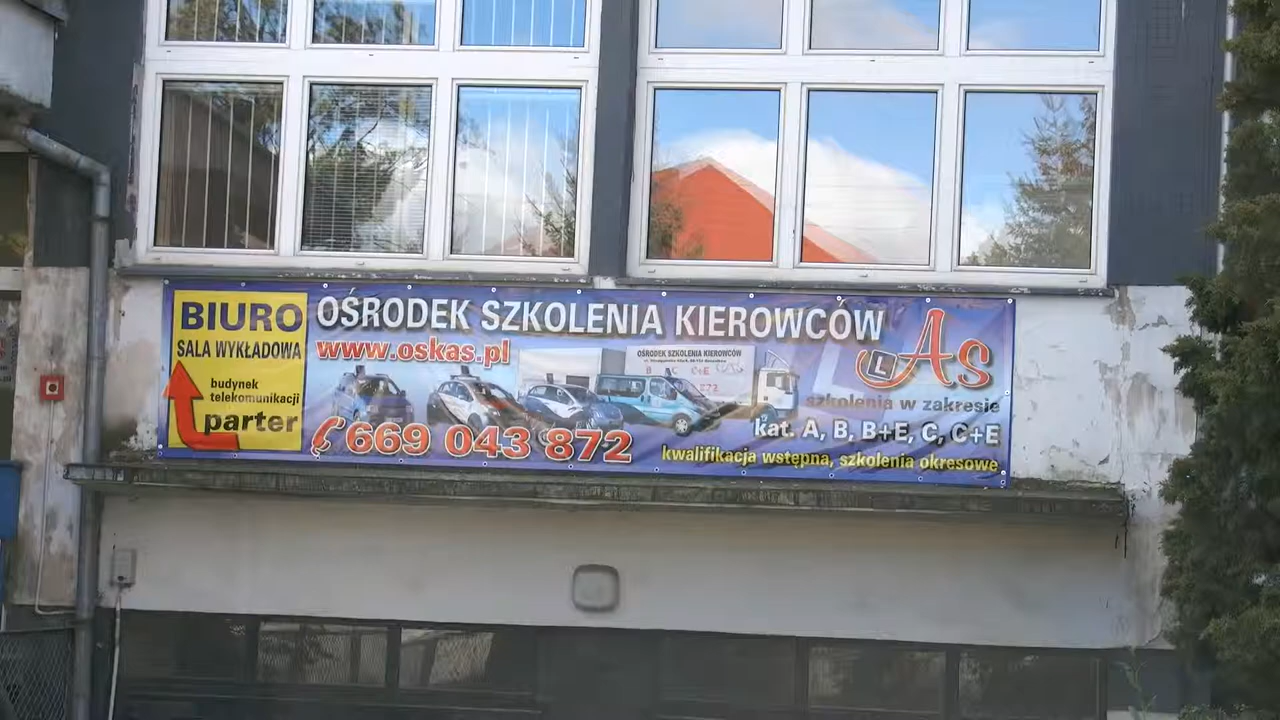 BIURO
SALA WYKŁADOWA
budynek
telekomunikacji
parter
OŚRODEK SZKOLENIA KIEROWCÓW
www.oskas.pl
OŚRODEK SZKOLENIA KIEROWCÓW
B C C+E
669 043 872
L As
szkolenia w zakresie
kat. A, B, B+E, C, C+E
kwalifikacja wstępna, szkolenia okresowe